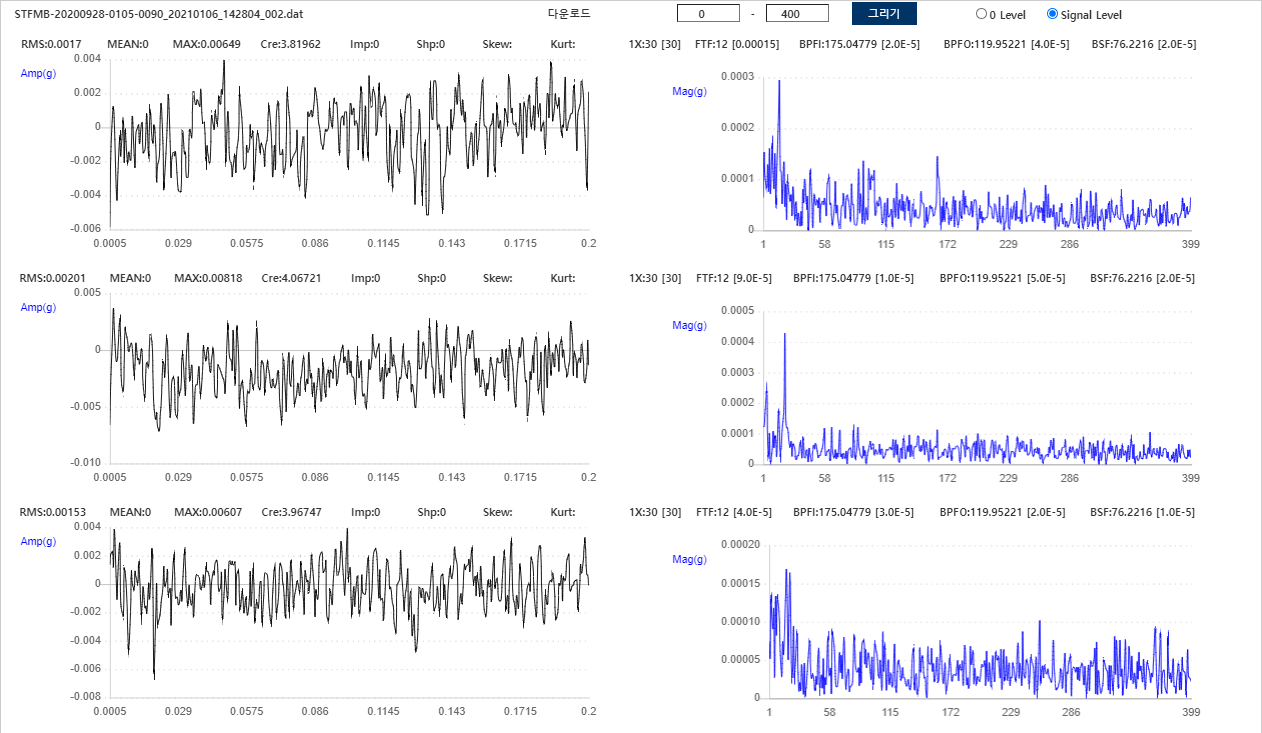 STFMB-20200928-0105-0090_20210106_142804_002.dat 다운로드 0 - 400 그리기 0 Level Signal Level
RMS:0.0017 MEAN:0 MAX:0.00649 Cre:3.81962 Imp:0 Shp:0 Skew: Kurt:
1X:30 [30] FTF:12 [0.00015] BPFI:175.04779 [2.0E-5] BPFO:119.95221 [4.0E-5] BSF:76.2216 [2.0E-5]
Amp(g)
0.004
0.002
0
-0.002
-0.004
-0.006
0.0005 0.029 0.0575 0.086 0.1145 0.143 0.1715 0.2
Mag(g)
0.0003
0.0002
0.0001
0
1 58 115 172 229 286 399
RMS:0.00201 MEAN:0 MAX:0.00818 Cre:4.06721 Imp:0 Shp:0 Skew: Kurt:
1X:30 [30] FTF:12 [9.0E-5] BPFI:175.04779 [1.0E-5] BPFO:119.95221 [5.0E-5] BSF:76.2216 [2.0E-5]
Amp(g)
0.005
0
-0.005
-0.010
0.0005 0.029 0.0575 0.086 0.1145 0.143 0.1715 0.2
Mag(g)
0.0005
0.0004
0.0003
0.0002
0.0001
0
1 58 115 172 229 286 399
RMS:0.00153 MEAN:0 MAX:0.00607 Cre:3.96747 Imp:0 Shp:0 Skew: Kurt:
1X:30 [30] FTF:12 [4.0E-5] BPFI:175.04779 [3.0E-5] BPFO:119.95221 [2.0E-5] BSF:76.2216 [1.0E-5]
Amp(g)
0.004
0.002
0
-0.002
-0.004
-0.006
-0.008
0.0005 0.029 0.0575 0.086 0.1145 0.143 0.1715 0.2
Mag(g)
0.00020
0.00015
0.00010
0.00005
0
1 58 115 172 229 286 399